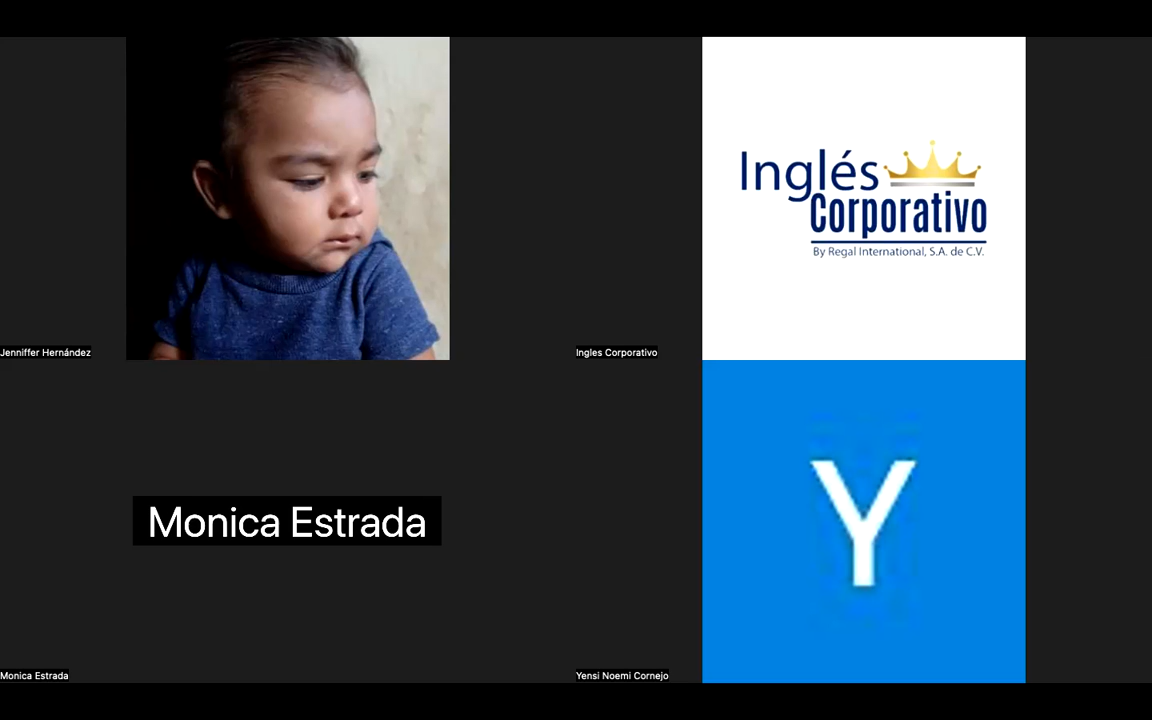 Inglés
Corporativo
By Regal International, S.A. de C.V.
Jenniffer Hernández
Ingles Corporativo
Monica Estrada
Y
Monica Estrada
Yensi Noemi Cornejo